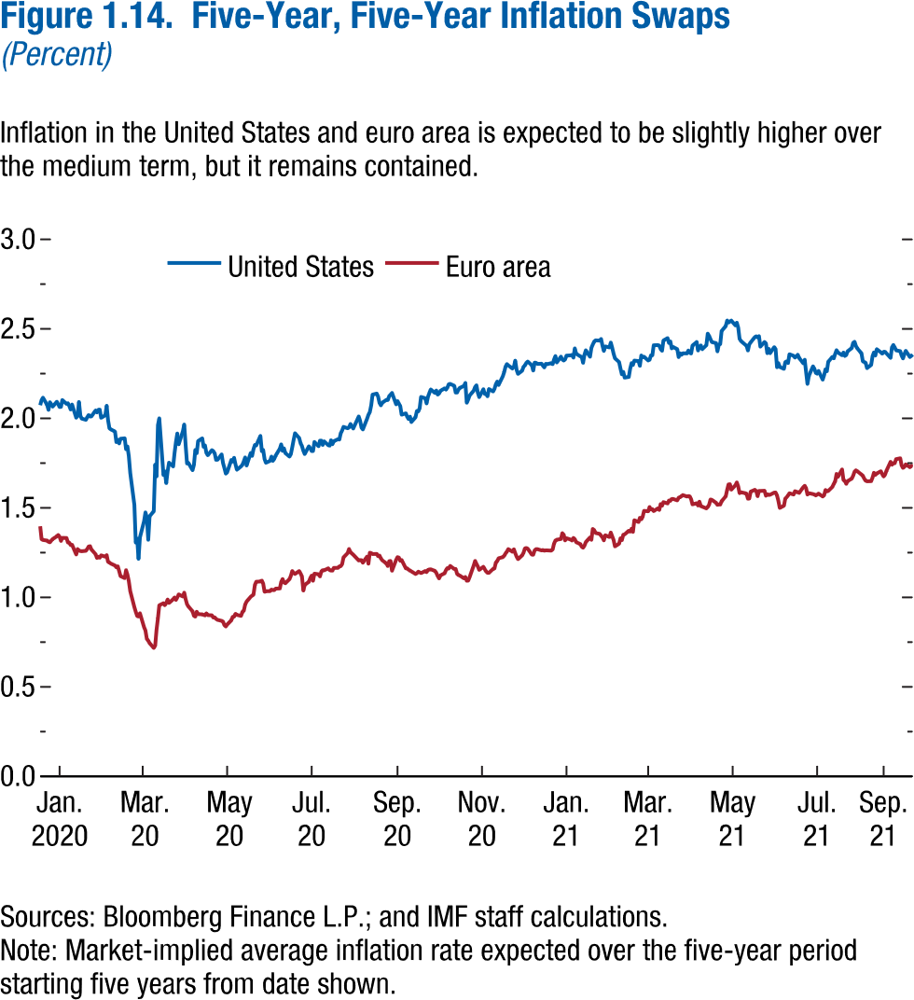 Figure 1.14. Five-Year, Five-Year Inflation Swaps
(Percent)
Inflation in the United States and euro area is expected to be slightly higher over
the medium term, but it remains contained.
3.0
United States
Euro area
2.5
2.0
1.5
1.0
0.5
0.0
Jan. Mar. May Jul. Sep. Nov. Jan. Mar. May Jul. Sep.
2020 20 20 20 20 20 21 21 21 21 21
Sources: Bloomberg Finance L.P.; and IMF staff calculations.
Note: Market-implied average inflation rate expected over the five-year period
starting five years from date shown.